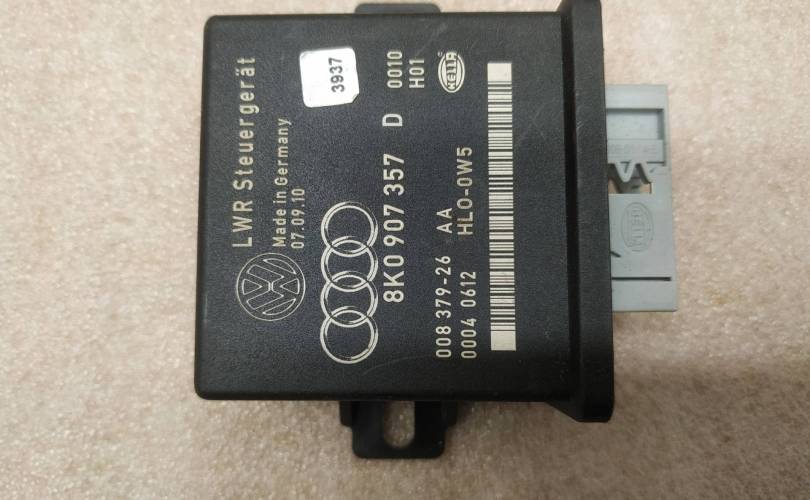 LWR Steuergerät
Made in Germany
07.09.10
3937
8K0 907 357 D
0010
H01
HELLA
008 379-26 AA
0004 0612 HLO-0W5
HELLA